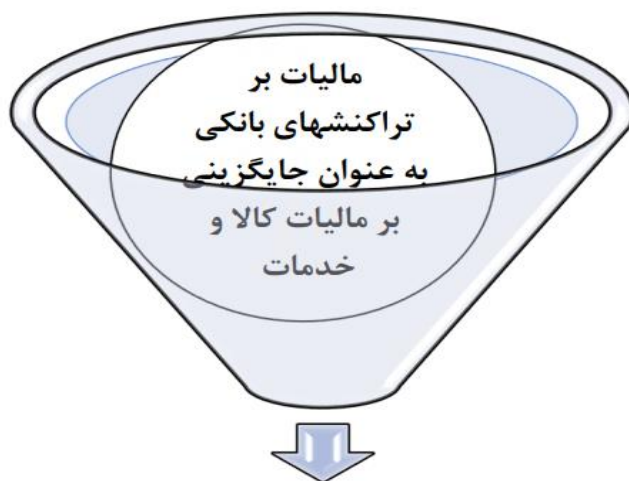 مالیات بر
تراکنشهای بانکی
به عنوان جایگزینی
بر مالیات کالا و
خدمات